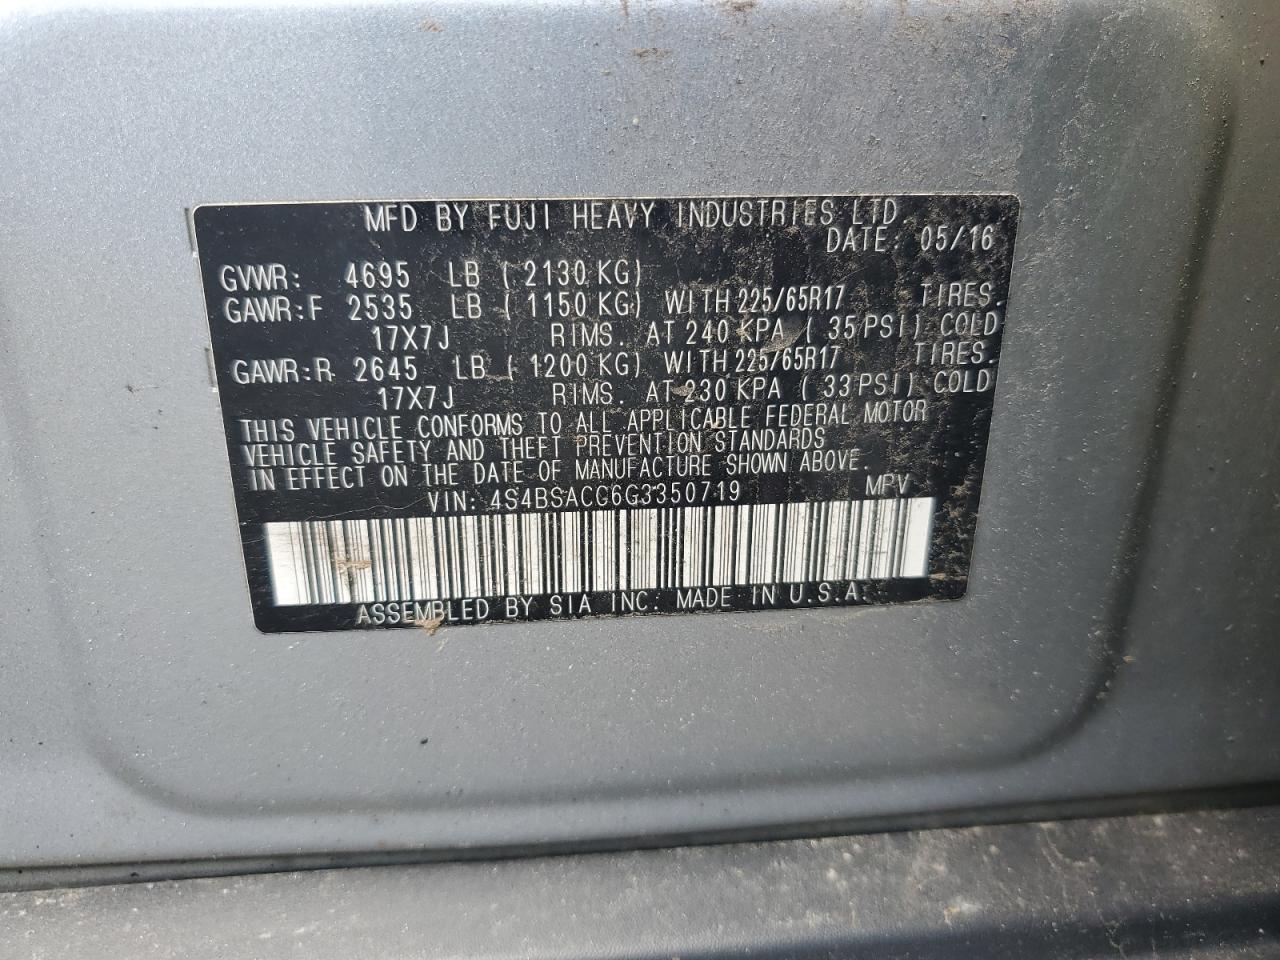 MFD BY FUJI HEAVY INDUSTRIES LTD
DATE: 05/16
GVWR: 4695 LB (2130 KG)
GAWR:F 2535 LB (1150 KG) WITH 225/65R17 TIRES.
17X7J RIMS. AT 240 KPA (35 PSI) COLD
GAWR:R 2645 LB (1200 KG) WITH 225/65R17 TIRES.
17X7J RIMS. AT 230 KPA (33 PSI) COLD
THIS VEHICLE CONFORMS TO ALL APPLICABLE FEDERAL MOTOR
VEHICLE SAFETY AND THEFT PREVENTION STANDARDS
IN EFFECT ON THE DATE OF MANUFACTURE SHOWN ABOVE.
VIN: 4S4BSACC6G3350719 MPV
ASSEMBLED BY SIA INC. MADE IN U.S.A.